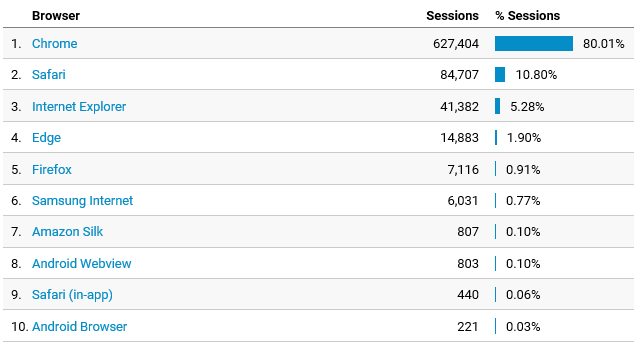 Browser Sessions % Sessions
1. Chrome 627,404 80.01%
2. Safari 84,707 10.80%
3. Internet Explorer 41,382 5.28%
4. Edge 14,883 1.90%
5. Firefox 7,116 0.91%
6. Samsung Internet 6,031 0.77%
7. Amazon Silk 807 0.10%
8. Android Webview 803 0.10%
9. Safari (in-app) 440 0.06%
10. Android Browser 221 0.03%